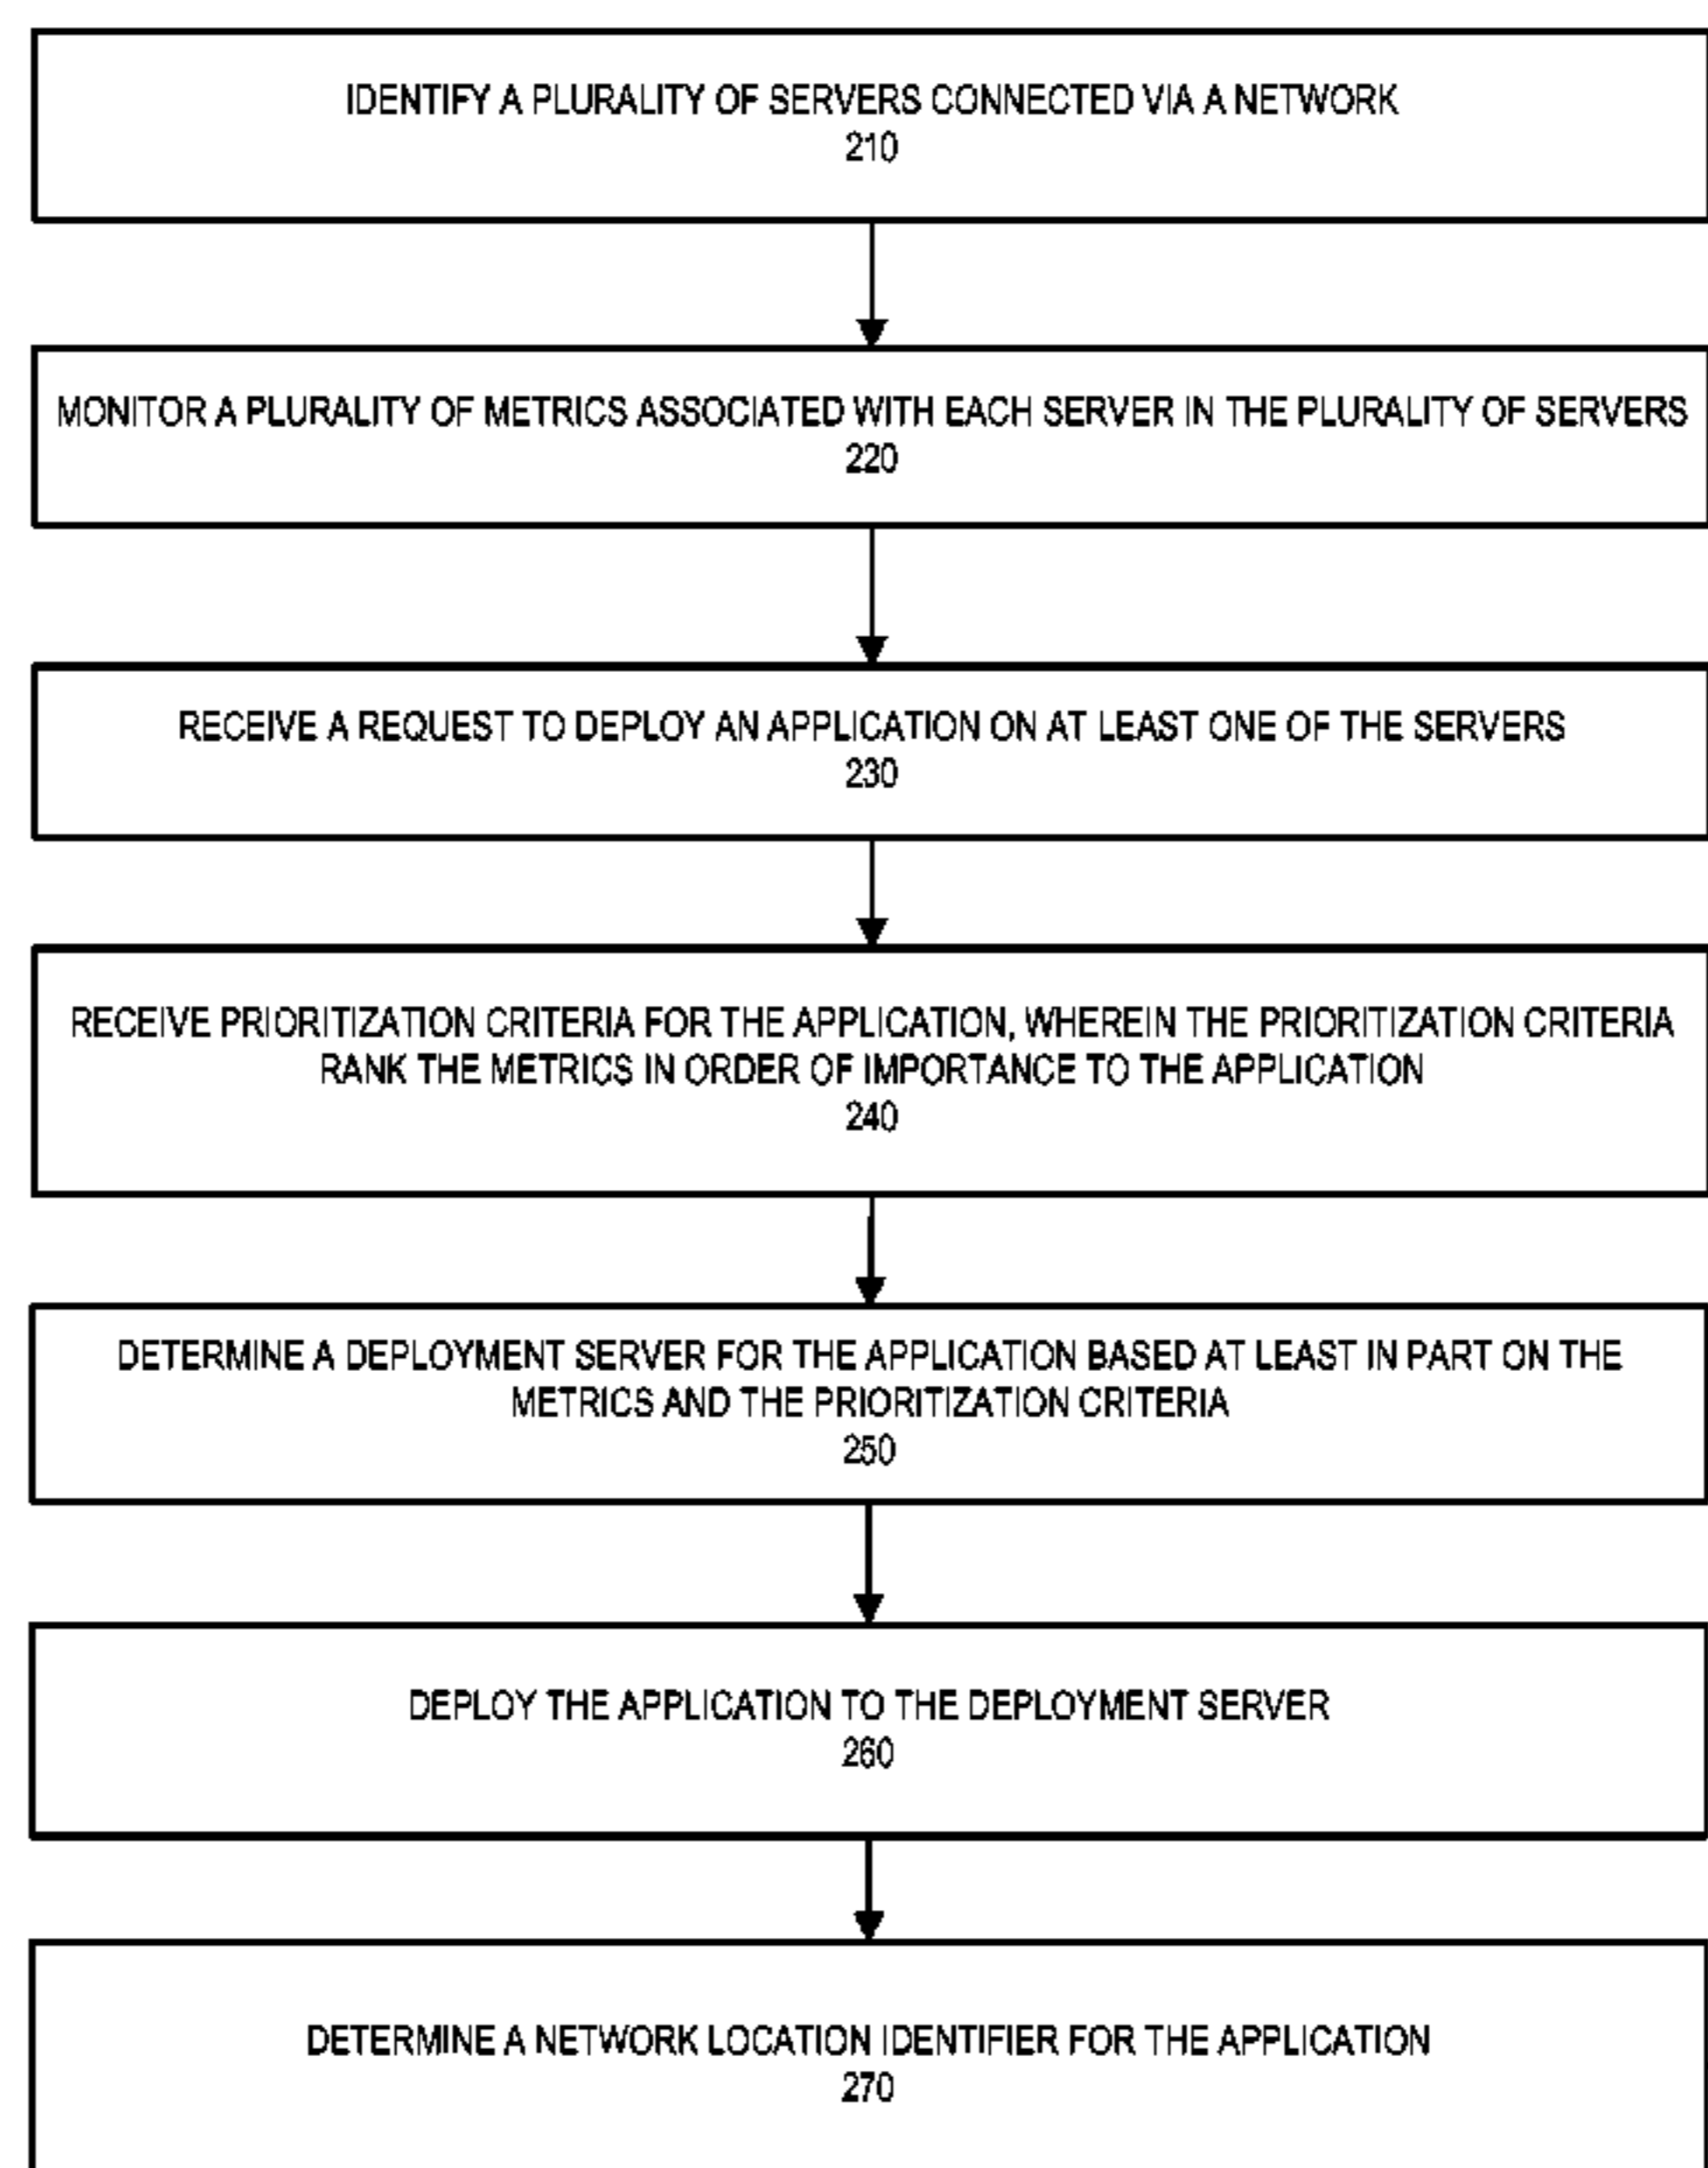 IDENTIFY A PLURALITY OF SERVERS CONNECTED VIA A NETWORK
210
MONITOR A PLURALITY OF METRICS ASSOCIATED WITH EACH SERVER IN THE PLURALITY OF SERVERS
220
RECEIVE A REQUEST TO DEPLOY AN APPLICATION ON AT LEAST ONE OF THE SERVERS
230
RECEIVE PRIORITIZATION CRITERIA FOR THE APPLICATION, WHEREIN THE PRIORITIZATION CRITERIA
RANK THE METRICS IN ORDER OF IMPORTANCE TO THE APPLICATION
240
DETERMINE A DEPLOYMENT SERVER FOR THE APPLICATION BASED AT LEAST IN PART ON THE
METRICS AND THE PRIORITIZATION CRITERIA
250
DEPLOY THE APPLICATION TO THE DEPLOYMENT SERVER
260
DETERMINE A NETWORK LOCATION IDENTIFIER FOR THE APPLICATION
270